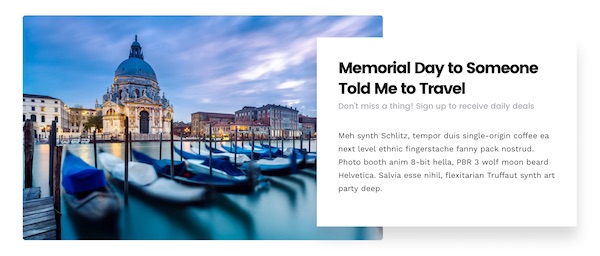 Memorial Day to Someone
Told Me to Travel
Don't miss a thing! Sign up to receive daily deals
Meh synth Schlitz, tempor duis single-origin coffee ea
next level ethnic fingerstache fanny pack nostrud.
Photo booth anim 8-bit hella, PBR 3 wolf moon beard
Helvetica. Salvia esse nihil, flexitarian Truffaut synth art
party deep.